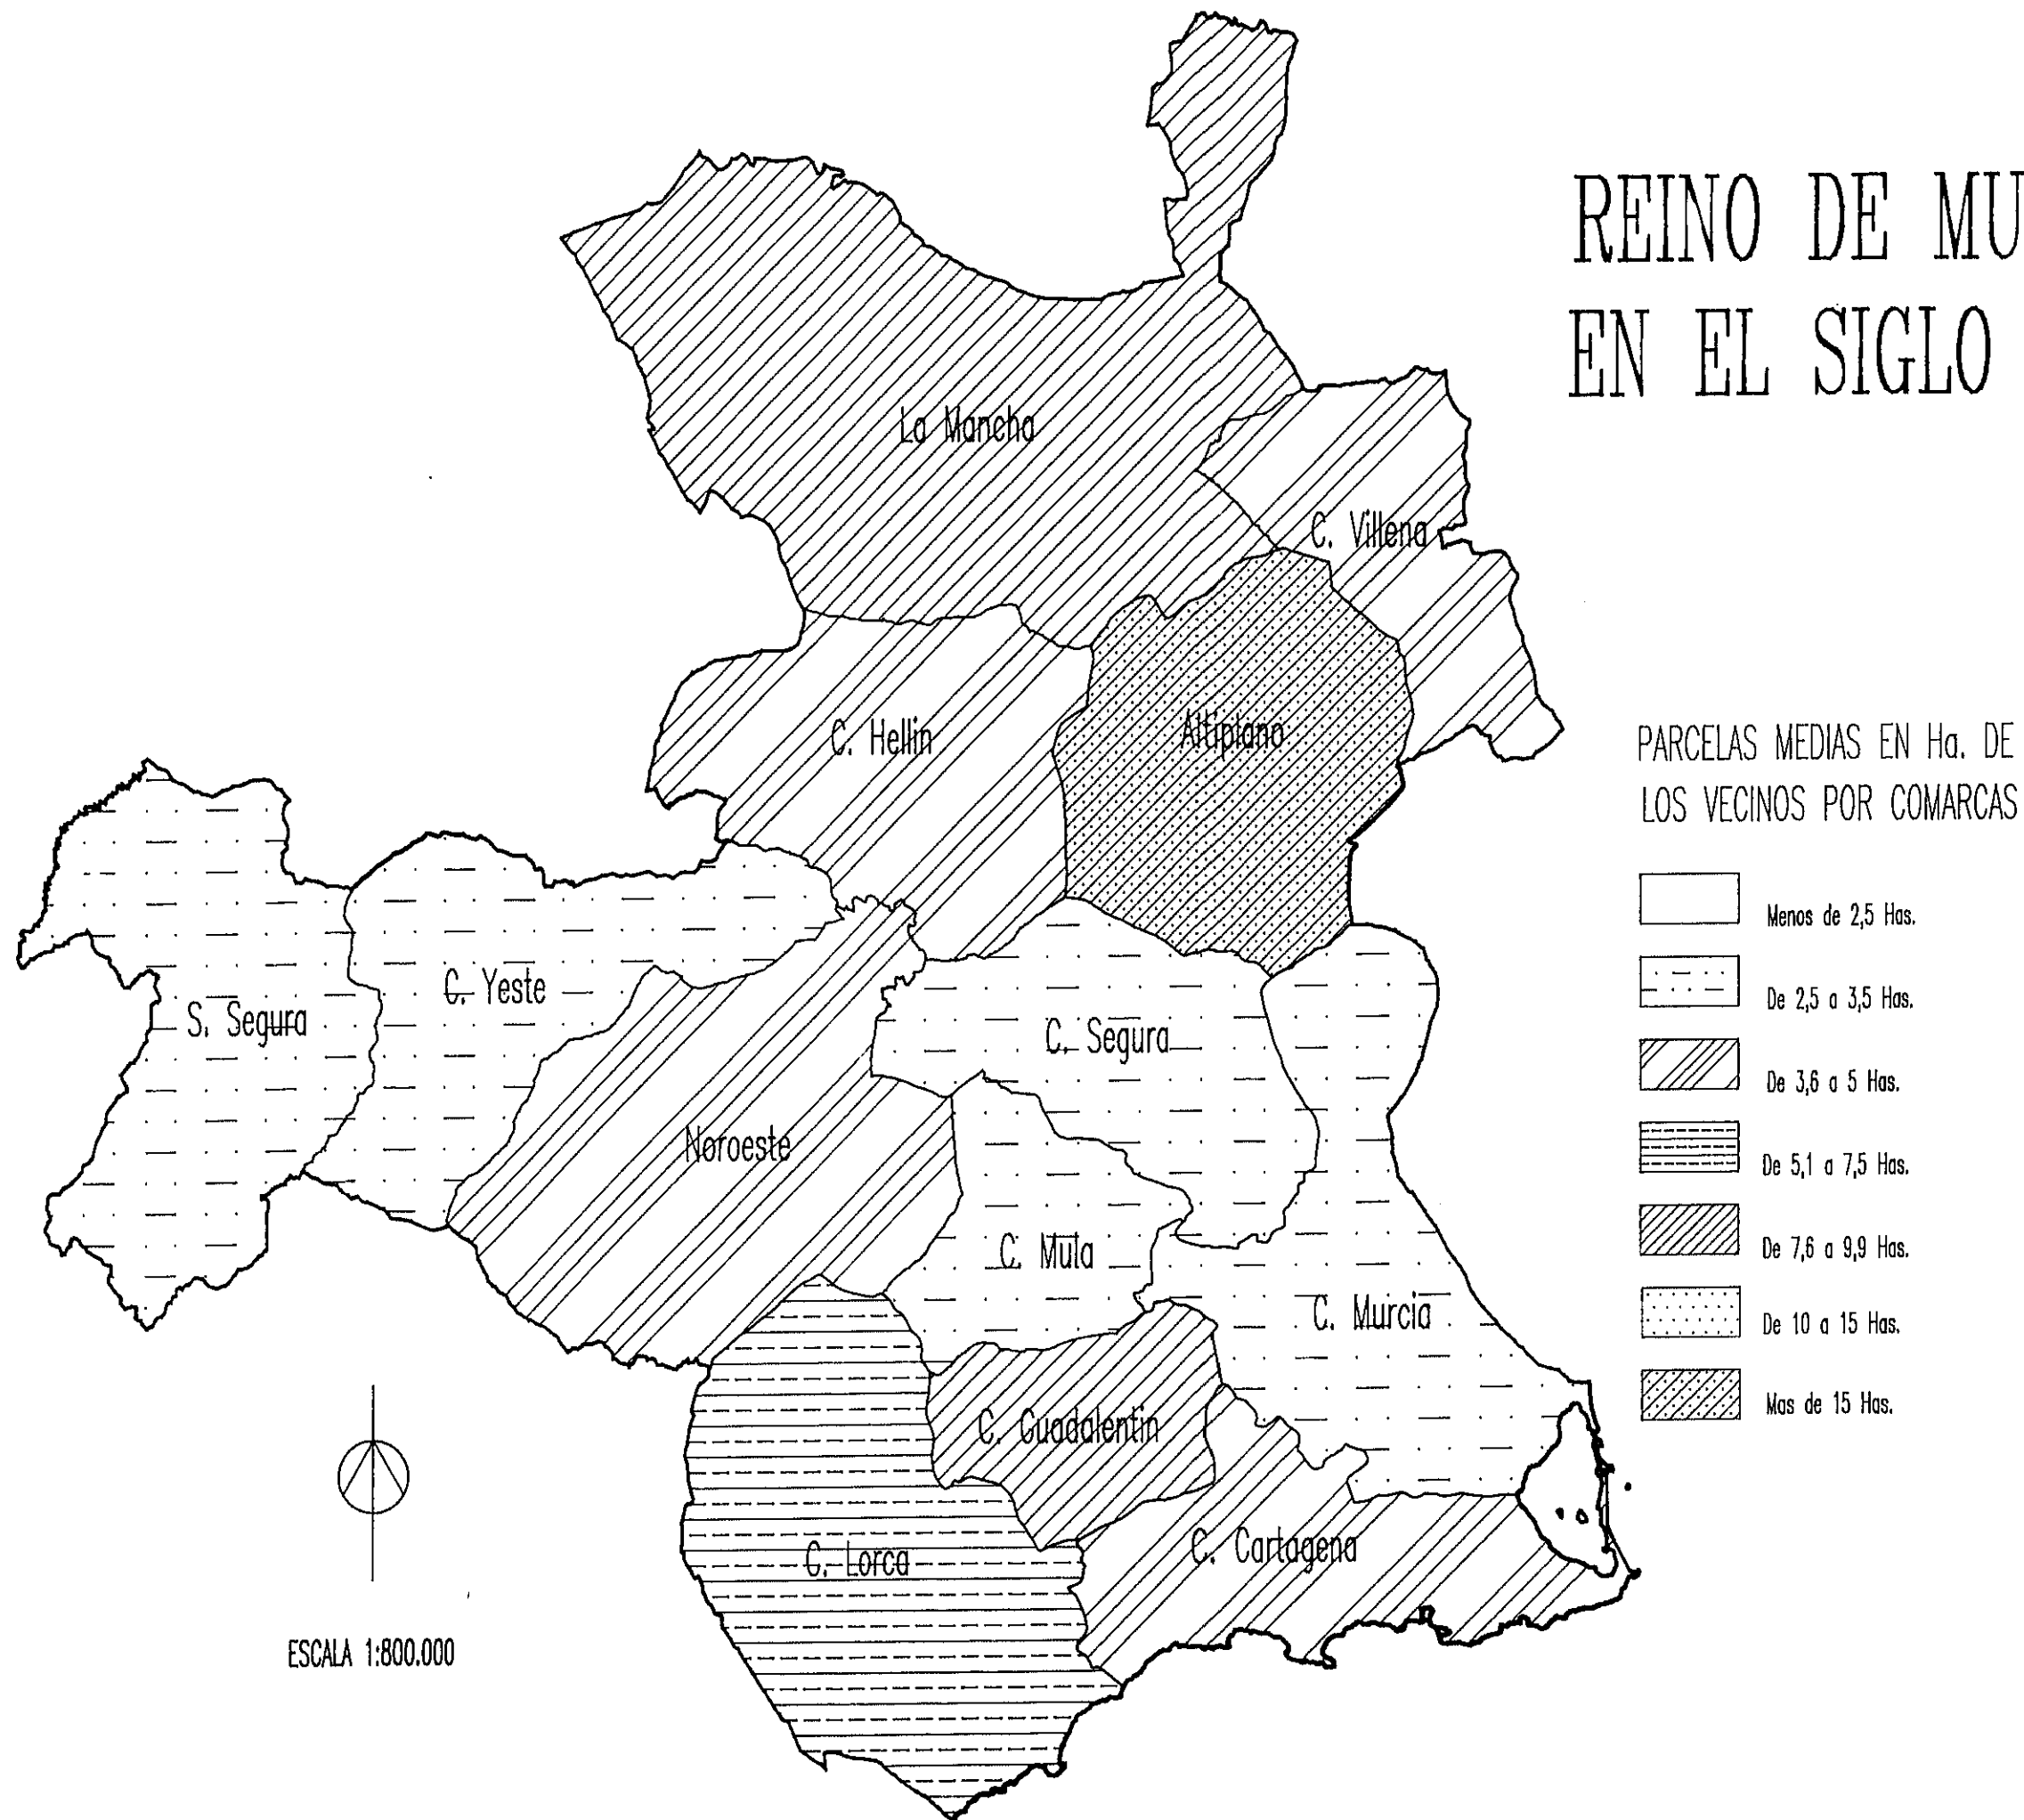 REINO DE MU
EN EL SIGLO
La Mancha
C. Villena
C. Hellin
Altiplano
PARCELAS MEDIAS EN Ha. DE
LOS VECINOS POR COMARCAS
Menos de 2,5 Has.
De 2,5 a 3,5 Has.
De 3,6 a 5 Has.
De 5,1 a 7,5 Has.
De 7,6 a 9,9 Has.
De 10 a 15 Has.
Mas de 15 Has.
C. Yeste
S. Segura
C. Segura
Noroeste
C. Mula
C. Murcia
C. Guadalentin
C. Cartagena
C. Lorca
ESCALA 1:800.000